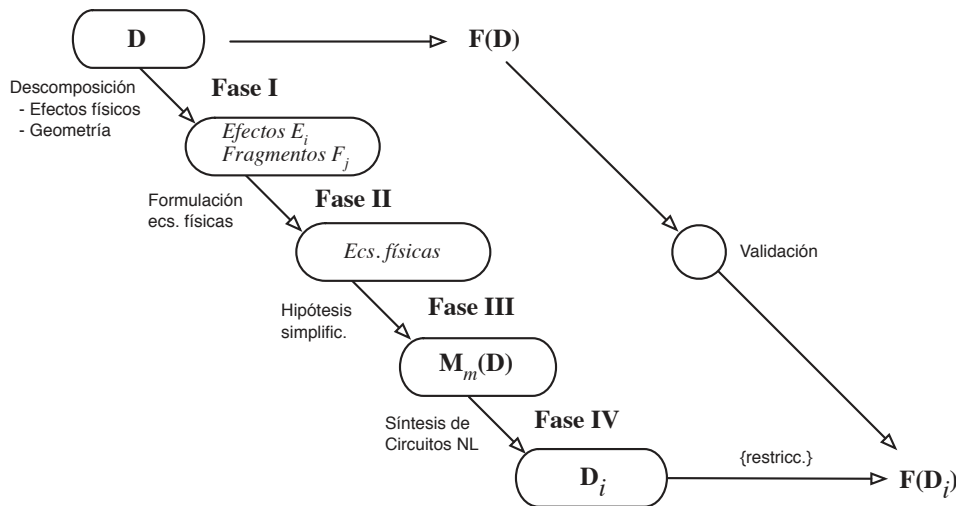 D
F(D)
Descomposición
- Efectos físicos
- Geometría
Fase I
Efectos E_i
Fragmentos F_j
Formulación
ecs. físicas
Fase II
Ecs. físicas
Validación
Hipótesis
simplific.
Fase III
M_m(D)
Síntesis de
Circuitos NL
Fase IV
D_i
{restricc.}
F(D_i)